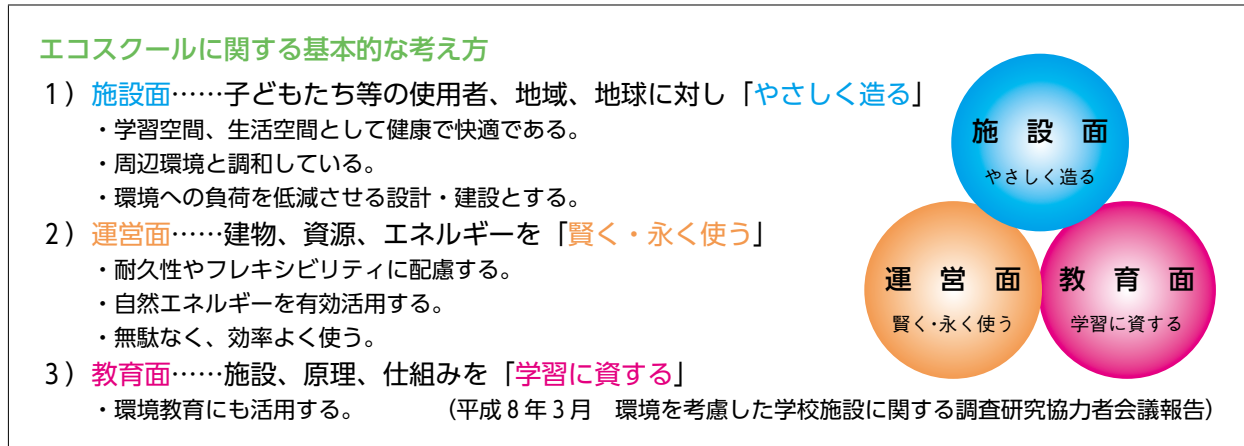 エコスクールに関する基本的な考え方
1）施設面……子どもたち等の使用者、地域、地球に対し「やさしく造る」
・学習空間、生活空間として健康で快適である。
・周辺環境と調和している。
・環境への負荷を低減させる設計・建設とする。
2）運営面……建物、資源、エネルギーを「賢く・永く使う」
・耐久性やフレキシビリティに配慮する。
・自然エネルギーを有効活用する。
・無駄なく、効率よく使う。
3）教育面……施設、原理、仕組みを「学習に資する」
・環境教育にも活用する。　（平成8年3月　環境を考慮した学校施設に関する調査研究協力者会議報告）
施　設　面
やさしく造る
運　営　面
賢く・永く使う
教　育　面
学習に資する